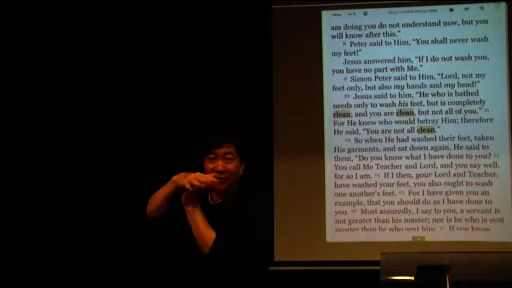 am doing you do not understand now, but you
will know after this."
8 Peter said to Him, "You shall never wash
my feet!"
Jesus answered him, "If I do not wash you,
you have no part with Me."
9 Simon Peter said to Him, "Lord, not my
feet only, but also my hands and my head!"
10 Jesus said to him, "He who is bathed
needs only to wash his feet, but is completely
clean; and you are clean, but not all of you." 11
For He knew who would betray Him; therefore
He said, "You are not all clean."
12 So when He had washed their feet, taken
His garments, and sat down again, He said to
them, "Do you know what I have done to you? 13
You call Me Teacher and Lord, and you say well,
for so I am. 14 If I then, your Lord and Teacher,
have washed your feet, you also ought to wash
one another's feet. 15 For I have given you an
example, that you should do as I have done to
you. 16 Most assuredly, I say to you, a servant is
not greater than his master; nor is he who is sent
greater than he who sent him. 17 If you know